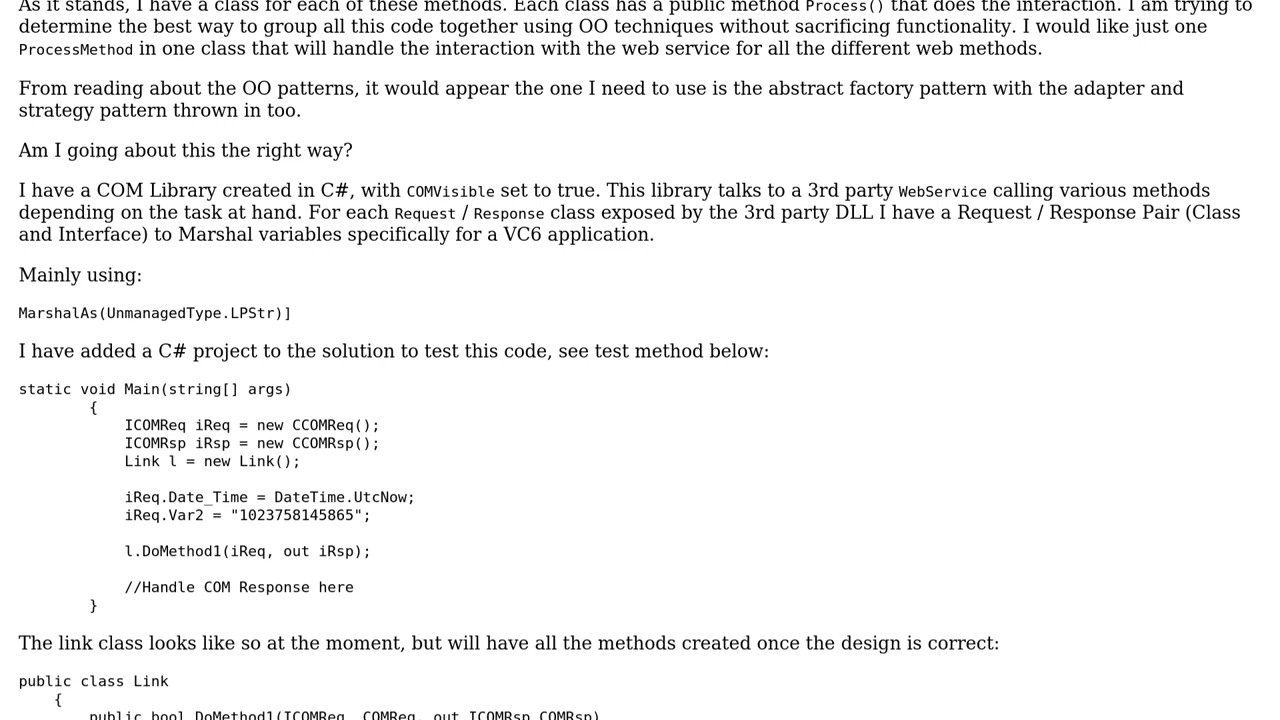 As it stands, I have a class for each of these methods. Each class has a public method Process() that does the interaction. I am trying to
determine the best way to group all this code together using OO techniques without sacrificing functionality. I would like just one
ProcessMethod in one class that will handle the interaction with the web service for all the different web methods.
From reading about the OO patterns, it would appear the one I need to use is the abstract factory pattern with the adapter and
strategy pattern thrown in too.
Am I going about this the right way?
I have a COM Library created in C#, with COMVisible set to true. This library talks to a 3rd party WebService calling various methods
depending on the task at hand. For each Request / Response class exposed by the 3rd party DLL I have a Request / Response Pair (Class
and Interface) to Marshal variables specifically for a VC6 application.
Mainly using:
MarshalAs(UnmanagedType.LPStr)]
I have added a C# project to the solution to test this code, see test method below:
static void Main(string[] args)
{
ICOMReq iReq = new CCOMReq();
ICOMRsp iRsp = new CCOMRsp();
Link l = new Link();
iReq.Date_Time = DateTime.UtcNow;
iReq.Var2 = "1023758145865";
l.DoMethod1(iReq, out iRsp);
//Handle COM Response here
}
The link class looks like so at the moment, but will have all the methods created once the design is correct:
public class Link
{
public bool DoMethod1(ICOMReq COMReq, out ICOMRsp COMRsp)